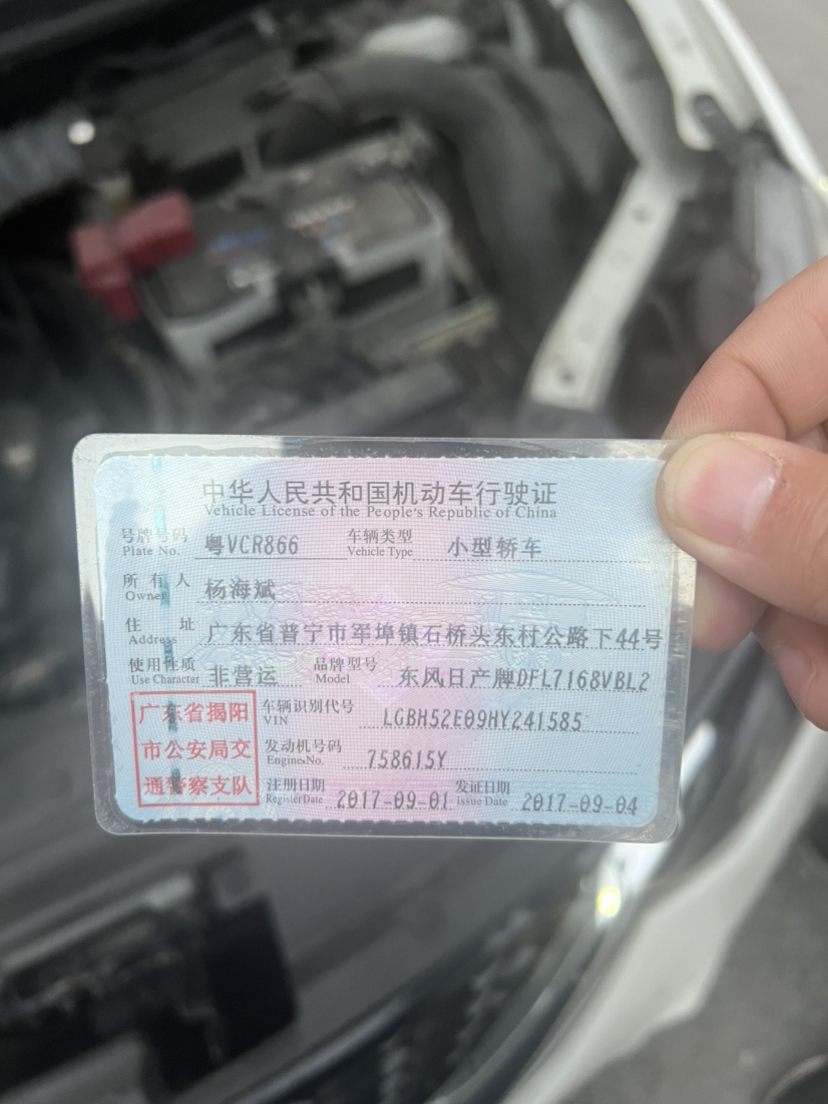 中华人民共和国机动车行驶证
Vehicle License of the People's Republic of China
号牌号码 粤VCR866 车辆类型 小型轿车
Plate No. Vehicle Type
所有人 杨海斌
Owner
住址 广东省普宁市军埠镇石桥头东村公路下44号
Address
使用性质 非营运 品牌型号 东风日产牌DFL7168VBL2
Use Character Model
广东省揭阳 车辆识别代号 LGBH52E09HY241585
VIN
市公安局交 发动机号码 758615Y
Engine No.
通警察支队 注册日期 2017-09-01 发证日期 2017-09-04
Register Date Issue Date